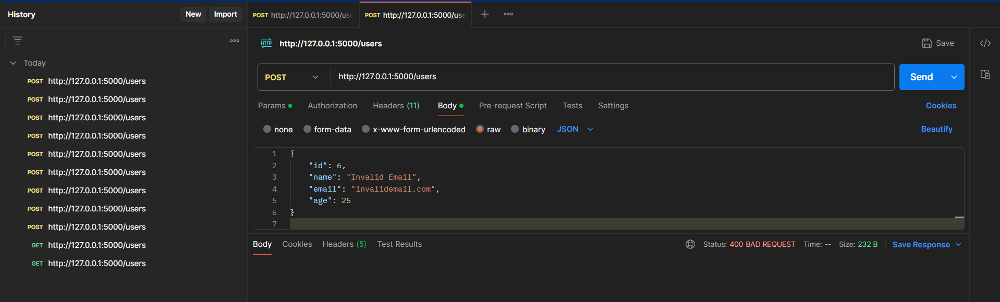 History New Import
POST http://127.0.0.1:5000/use
POST http://127.0.0.1:5000/use
Today
POST http://127.0.0.1:5000/users
POST http://127.0.0.1:5000/users
POST http://127.0.0.1:5000/users
POST http://127.0.0.1:5000/users
POST http://127.0.0.1:5000/users
POST http://127.0.0.1:5000/users
POST http://127.0.0.1:5000/users
POST http://127.0.0.1:5000/users
POST http://127.0.0.1:5000/users
GET http://127.0.0.1:5000/users
GET http://127.0.0.1:5000/users
HTTP http://127.0.0.1:5000/users Save
POST http://127.0.0.1:5000/users Send
Params Authorization Headers (11) Body Pre-request Script Tests Settings Cookies
none form-data x-www-form-urlencoded raw binary JSON Beautify
1 {
2 "id": 6,
3 "name": "Invalid Email",
4 "email": "invalidemail.com",
5 "age": 25
6 }
7
Body Cookies Headers (5) Test Results Status: 400 BAD REQUEST Time: -- Size: 232 B Save Response